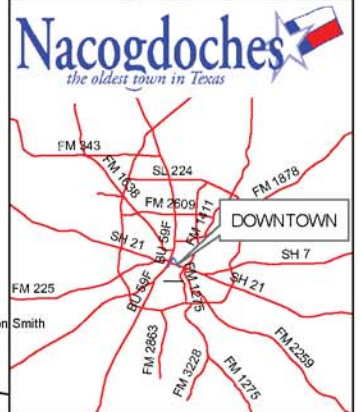 Nacogdoches
the oldest town in Texas
FM 343
FM 1638
SL 224
FM 1878
FM 2609
FM 1411
DOWNTOWN
SH 21
BU 59F
SH 7
FM 1275
SH 21
FM 225
BU 59F
on Smith
FM 2863
FM 2259
FM 3228
FM 1275